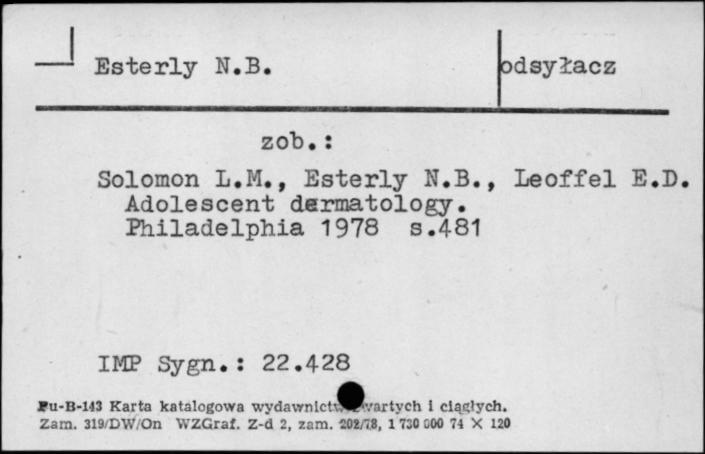 Esterly N.B. odsyłacz
zob.:
Solomon L.M., Esterly N.B., Leoffel E.D.
Adolescent dermatology.
Philadelphia 1978 s.481
IMP Sygn.: 22.428
Pu-B-143 Karta katalogowa wydawnictw zwartych i ciągłych.
Zam. 319/DW/On WZGraf. Z-d 2, zam. 202/78, 1 730 000 74 X 120